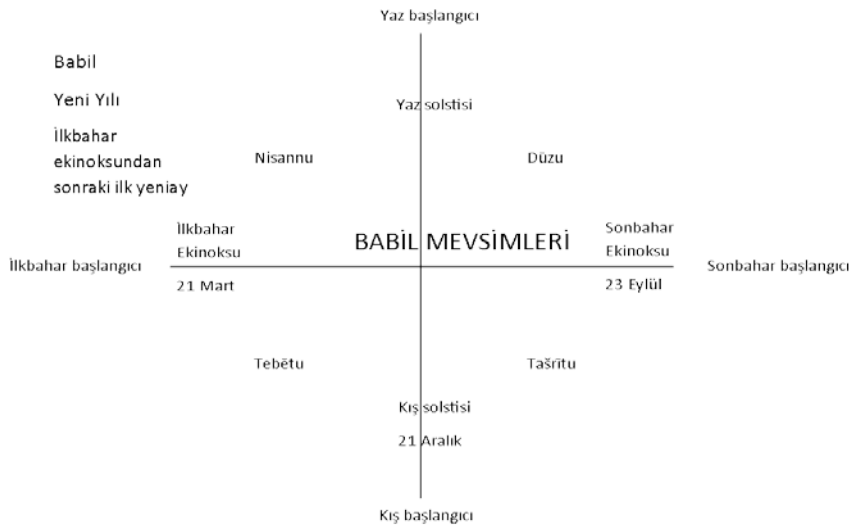 Yaz başlangıcı
Babil
Yeni Yılı
İlkbahar
ekinoksundan
sonraki ilk yeniay
Yaz solstisi
Nisannu
Dūzu
İlkbahar
Ekinoksu
BABİL MEVSİMLERİ
Sonbahar
Ekinoksu
İlkbahar başlangıcı
Sonbahar başlangıcı
21 Mart
23 Eylül
Tebētu
Tašrītu
Kış solstisi
21 Aralık
Kış başlangıcı